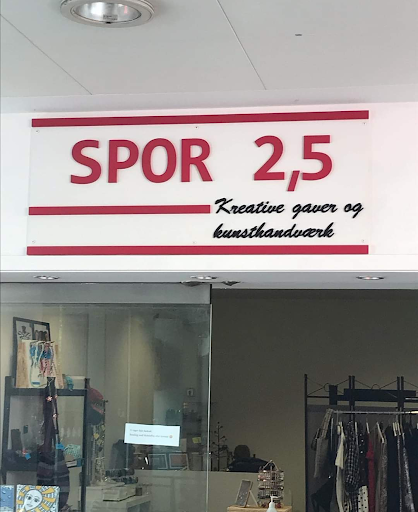 SPOR 2,5
Kreative gaver og
kunsthandværk